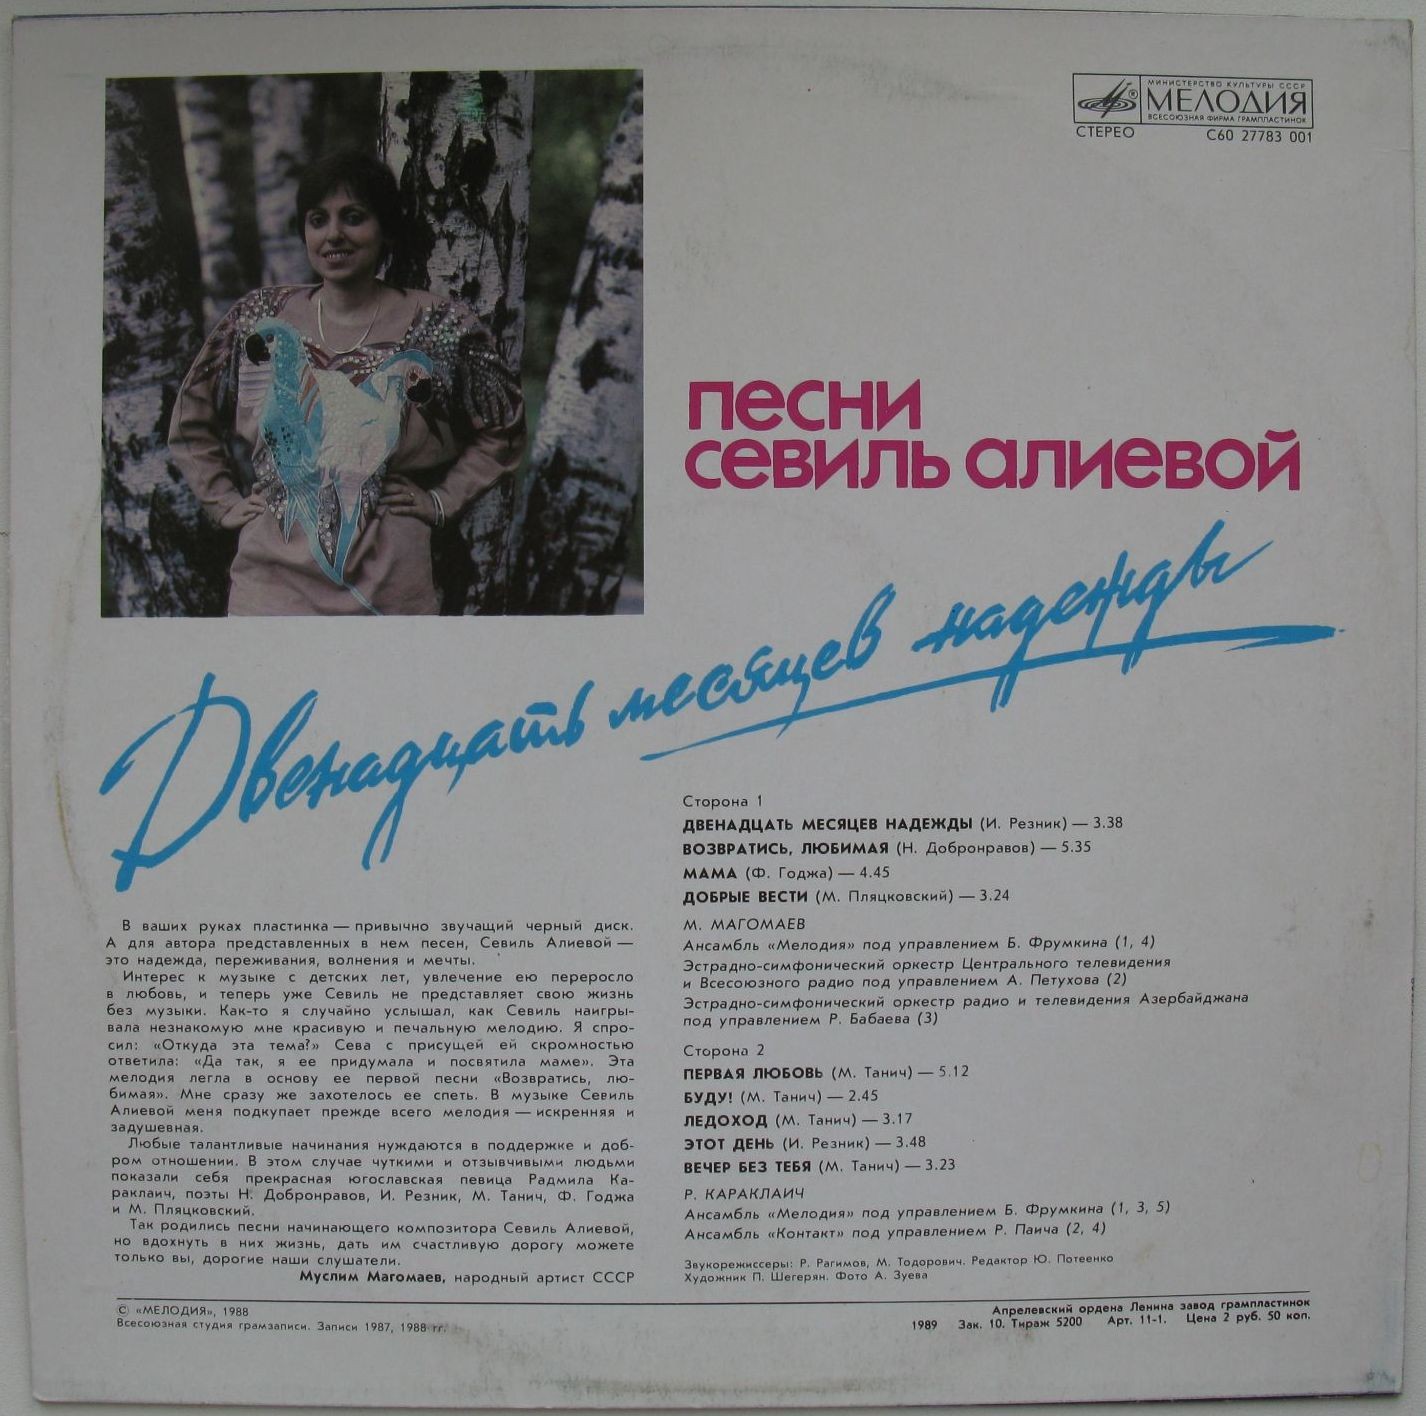 МИНИСТЕРСТВО КУЛЬТУРЫ СССР
МЕЛОДИЯ
ВСЕСОЮЗНАЯ ФИРМА ГРАМПЛАСТИНОК
СТЕРЕО С60 27783 001
песни
севиль алиевой
Двенадцать месяцев надежды
В ваших руках пластинка — привычно звучащий черный диск.
А для автора представленных в нем песен, Севиль Алиевой —
это надежда, переживания, волнения и мечты.
Интерес к музыке с детских лет, увлечение ею переросло
в любовь, и теперь уже Севиль не представляет свою жизнь
без музыки. Как-то я случайно услышал, как Севиль наигры-
вала незнакомую мне красивую и печальную мелодию. Я спро-
сил: «Откуда эта тема?» Сева с присущей ей скромностью
ответила: «Да так, я ее придумала и посвятила маме». Эта
мелодия легла в основу ее первой песни «Возвратись, лю-
бимая». Мне сразу же захотелось ее спеть. В музыке Севиль
Алиевой меня подкупает прежде всего мелодия — искренняя и
задушевная.
Любые талантливые начинания нуждаются в поддержке и доб-
ром отношении. В этом случае чуткими и отзывчивыми людьми
показали себя прекрасная югославская певица Радмила Ка-
раклаич, поэты Н. Добронравов, И. Резник, М. Танич, Ф. Годжа
и М. Пляцковский.
Так родились песни начинающего композитора Севиль Алиевой,
но вдохнуть в них жизнь, дать им счастливую дорогу можете
только вы, дорогие наши слушатели.
Муслим Магомаев, народный артист СССР
Сторона 1
ДВЕНАДЦАТЬ МЕСЯЦЕВ НАДЕЖДЫ (И. Резник) — 3.38
ВОЗВРАТИСЬ, ЛЮБИМАЯ (Н. Добронравов) — 5.35
МАМА (Ф. Годжа) — 4.45
ДОБРЫЕ ВЕСТИ (М. Пляцковский) — 3.24
М. МАГОМАЕВ
Ансамбль «Мелодия» под управлением Б. Фрумкина (1, 4)
Эстрадно-симфонический оркестр Центрального телевидения
и Всесоюзного радио под управлением А. Петухова (2)
Эстрадно-симфонический оркестр радио и телевидения Азербайджана
под управлением Р. Бабаева (3)
Сторона 2
ПЕРВАЯ ЛЮБОВЬ (М. Танич) — 5.12
БУДУ! (М. Танич) — 2.45
ЛЕДОХОД (М. Танич) — 3.17
ЭТОТ ДЕНЬ (И. Резник) — 3.48
ВЕЧЕР БЕЗ ТЕБЯ (М. Танич) — 3.23
Р. КАРАКЛАИЧ
Ансамбль «Мелодия» под управлением Б. Фрумкина (1, 3, 5)
Ансамбль «Контакт» под управлением Р. Паича (2, 4)
Звукорежиссеры: Р. Рагимов, М. Тодорович. Редактор Ю. Потеенко
Художник П. Шегерян. Фото А. Зуева
© «МЕЛОДИЯ», 1988
Всесоюзная студия грамзаписи. Записи 1987, 1988 гг.
Апрелевский ордена Ленина завод грампластинок
1989 Зак. 10. Тираж 5200 Арт. 11-1. Цена 2 руб. 50 коп.